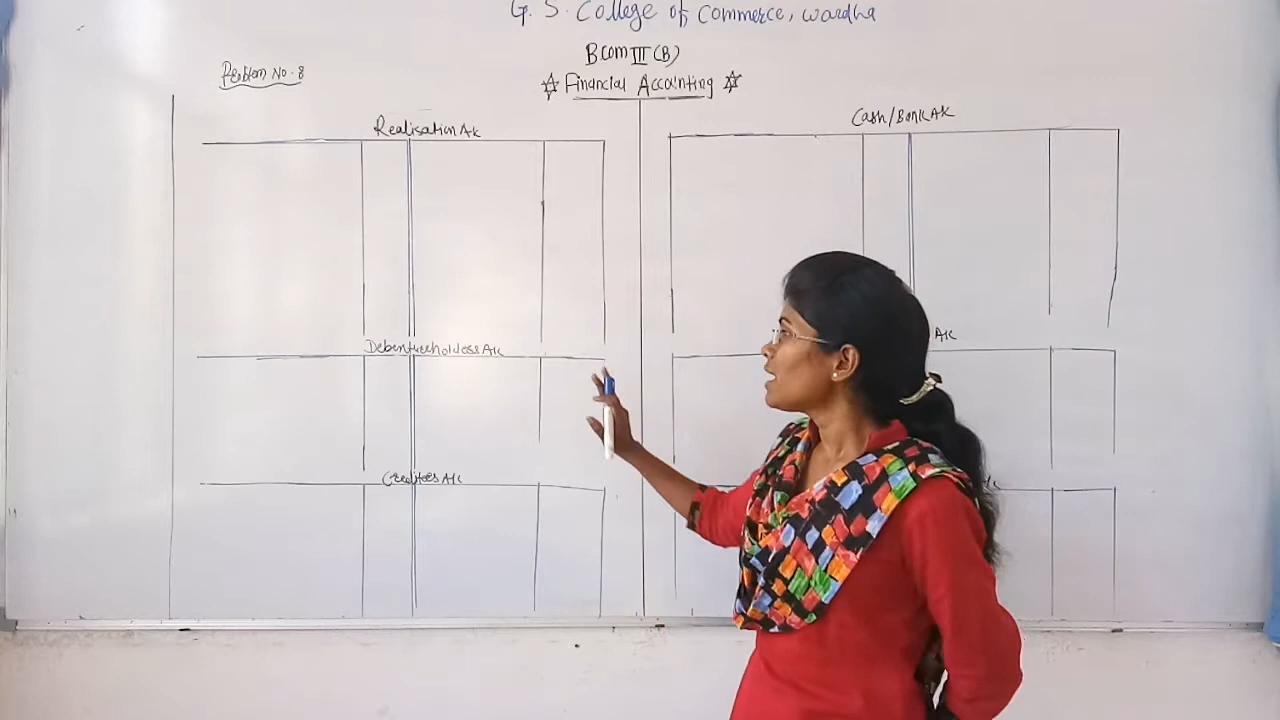 G. S. College of commerce, wardha
BCOM III (B)
Problem No. 8
Financial Accounting
Realisation A/c
Cash/Bank A/c
Debentureholders A/c
A/c
Creditors A/c